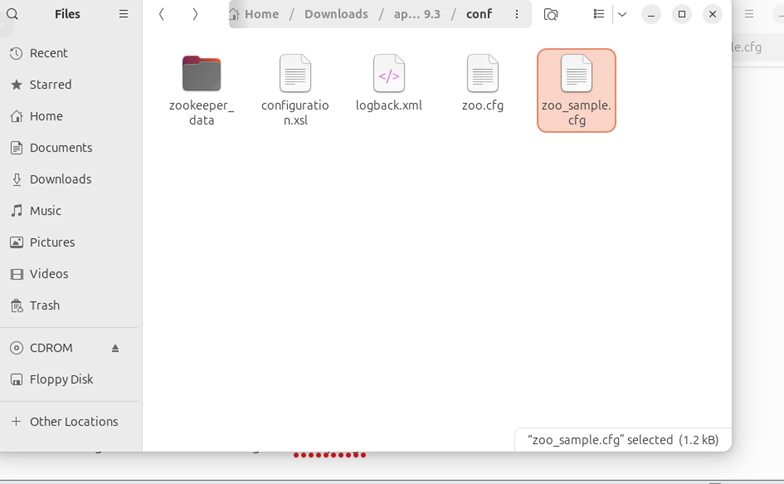 Files
Home / Downloads / ap... 9.3 / conf
le.cfg
Recent
Starred
Home
Documents
Downloads
Music
Pictures
Videos
Trash
CDROM
Floppy Disk
+ Other Locations
zookeeper_
data
configuratio
n.xsl
logback.xml
zoo.cfg
zoo_sample.
cfg
“zoo_sample.cfg” selected (1.2 kB)